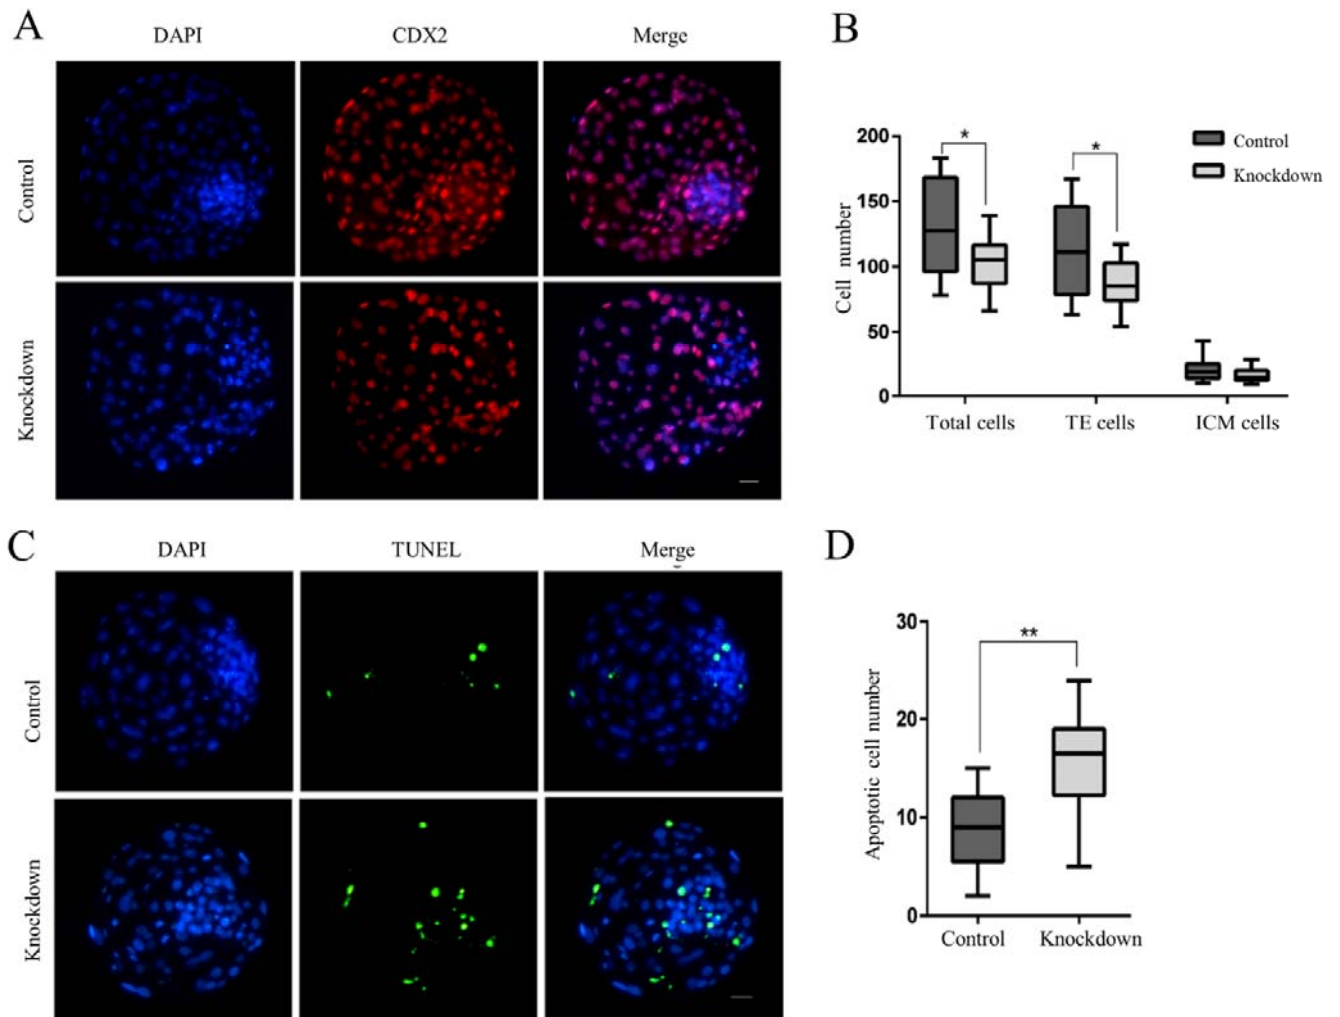 A
DAPI CDX2 Merge
Control
Knockdown
B
Cell number
200
150
100
50
0
* *
Control
Knockdown
Total cells TE cells ICM cells
C
DAPI TUNEL Merge
Control
Knockdown
D
Apoptotic cell number
30
20
10
0
**
Control Knockdown